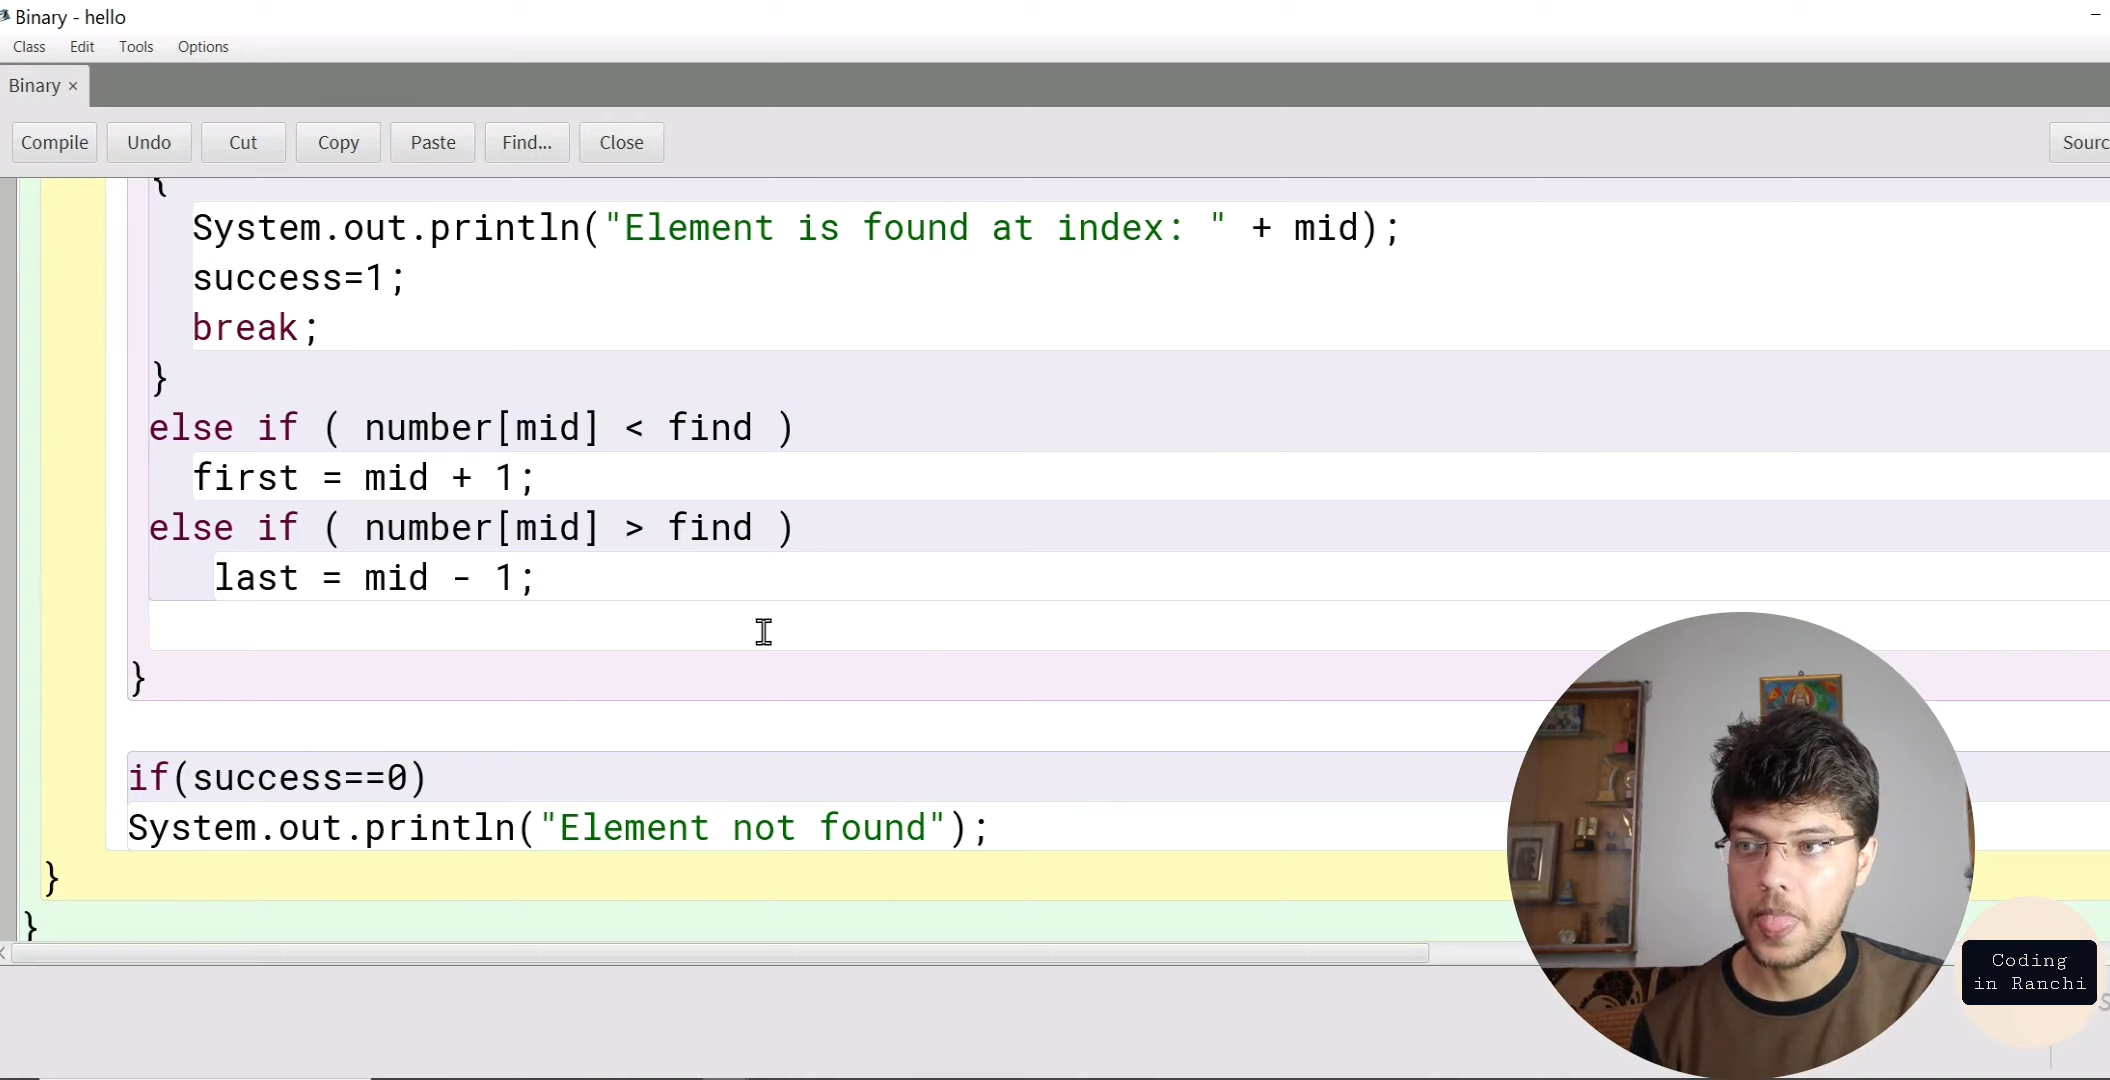 Binary - hello
Class Edit Tools Options
Binary ×
Compile Undo Cut Copy Paste Find... Close Sourc
{
System.out.println("Element is found at index: " + mid);
success=1;
break;
}
else if ( number[mid] < find )
first = mid + 1;
else if ( number[mid] > find )
last = mid - 1;
}
if(success==0)
System.out.println("Element not found");
}
}
Coding
in Ranchi